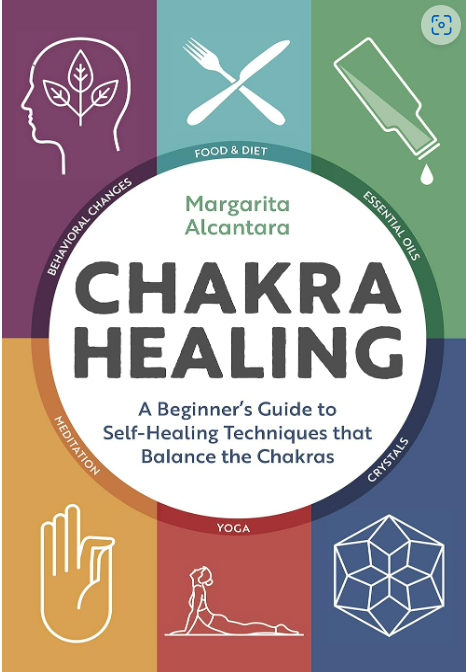 FOOD & DIET
BEHAVIORAL CHANGES
ESSENTIAL OILS
Margarita
Alcantara
CHAKRA
HEALING
A Beginner's Guide to
Self-Healing Techniques that
Balance the Chakras
MEDITATION
CRYSTALS
YOGA